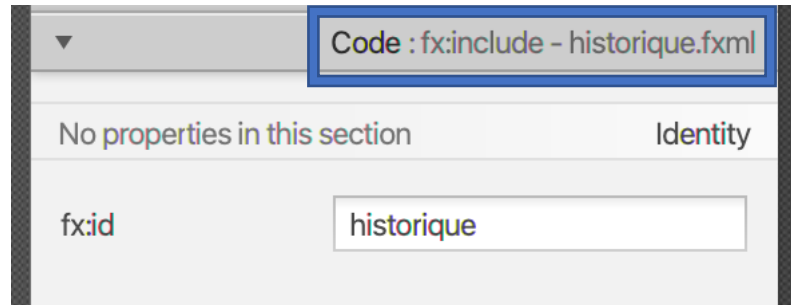 Code : fx:include - historique.fxml
No properties in this section Identity
fx:id historique